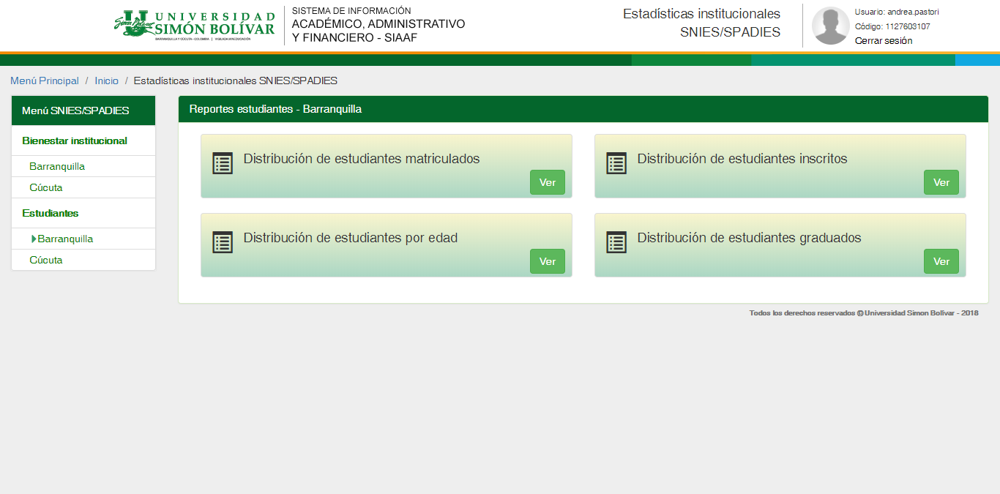 UNIVERSIDAD
SIMÓN BOLÍVAR
BARRANQUILLA Y CÚCUTA - COLOMBIA | VIGILADA MINEDUCACIÓN
SISTEMA DE INFORMACIÓN
ACADÉMICO, ADMINISTRATIVO
Y FINANCIERO - SIAAF
Estadísticas institucionales
SNIES/SPADIES
Usuario: andrea.pastori
Código: 1127603107
Cerrar sesión
Menú Principal / Inicio / Estadísticas institucionales SNIES/SPADIES
Menú SNIES/SPADIES
Bienestar institucional
Barranquilla
Cúcuta
Estudiantes
Barranquilla
Cúcuta
Reportes estudiantes - Barranquilla
Distribución de estudiantes matriculados
Ver
Distribución de estudiantes inscritos
Ver
Distribución de estudiantes por edad
Ver
Distribución de estudiantes graduados
Ver
Todos los derechos reservados © Universidad Simon Bolívar - 2018